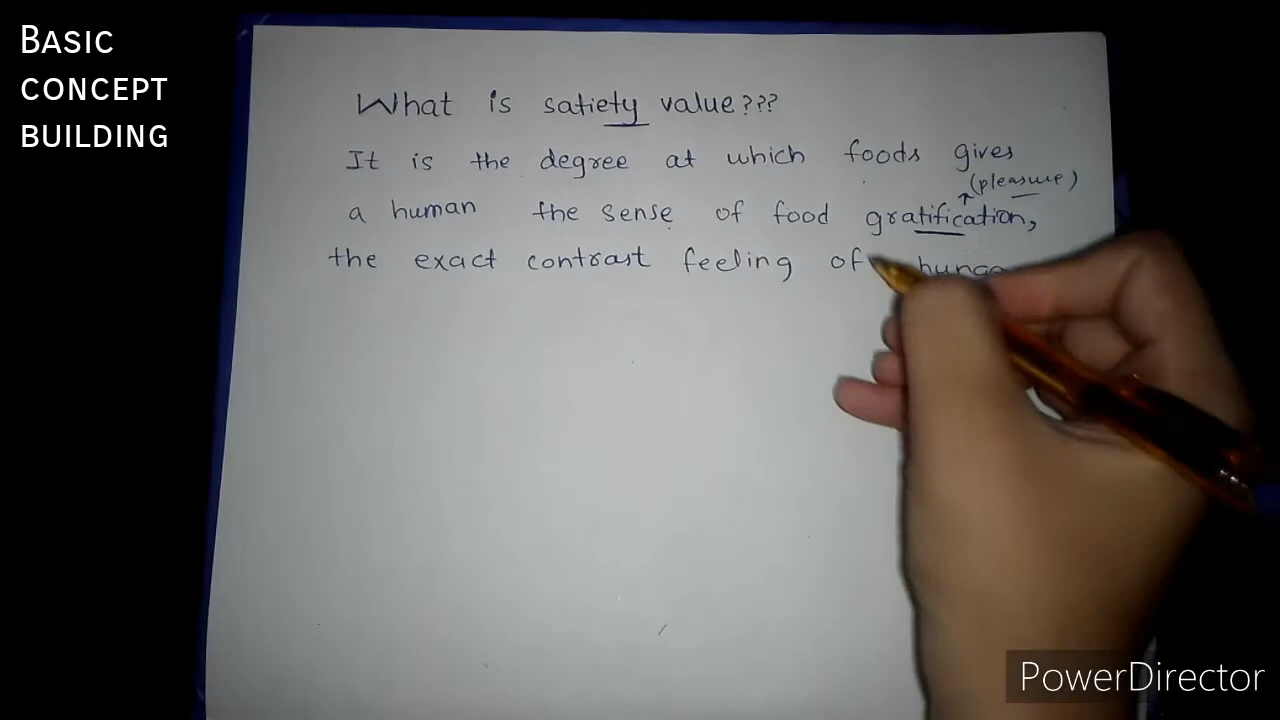 BASIC
CONCEPT
BUILDING
What is satiety value???
It is the degree at which foods gives
(pleasure)
a human the sense of food gratification,
the exact contrast feeling of
PowerDirector